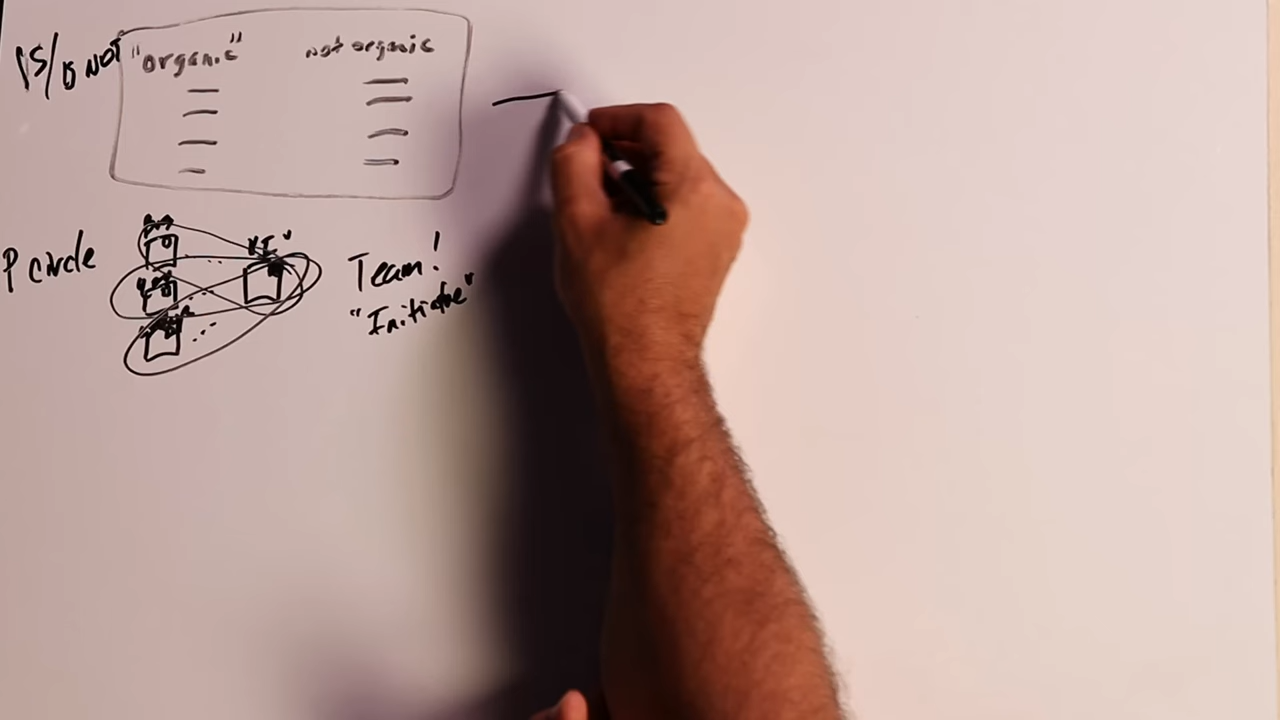 IS/IS NOT
"organic"
not organic
P circle
"I"
Team!
"Initiative"